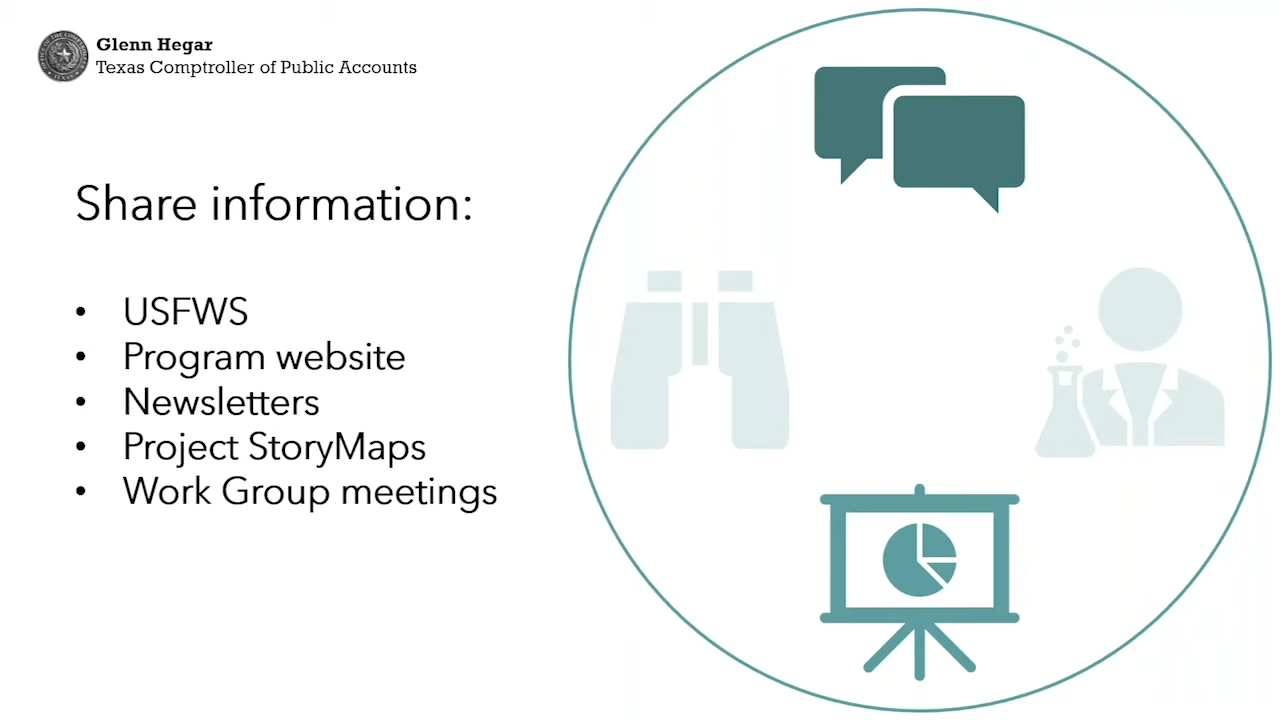 Glenn Hegar
Texas Comptroller of Public Accounts
Share information:
• USFWS
• Program website
• Newsletters
• Project StoryMaps
• Work Group meetings